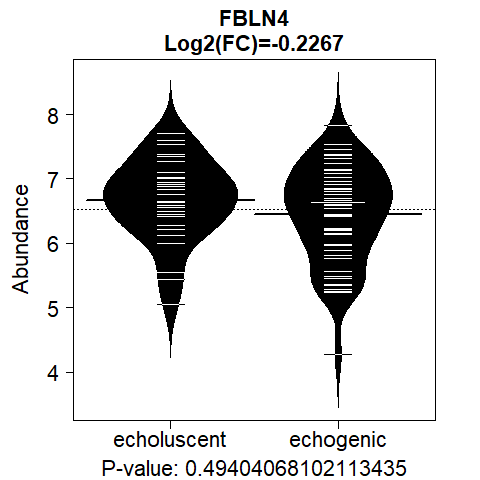 FBLN4
Log2(FC)=-0.2267
Abundance
8
7
6
5
4
echoluscent echogenic
P-value: 0.49404068102113435